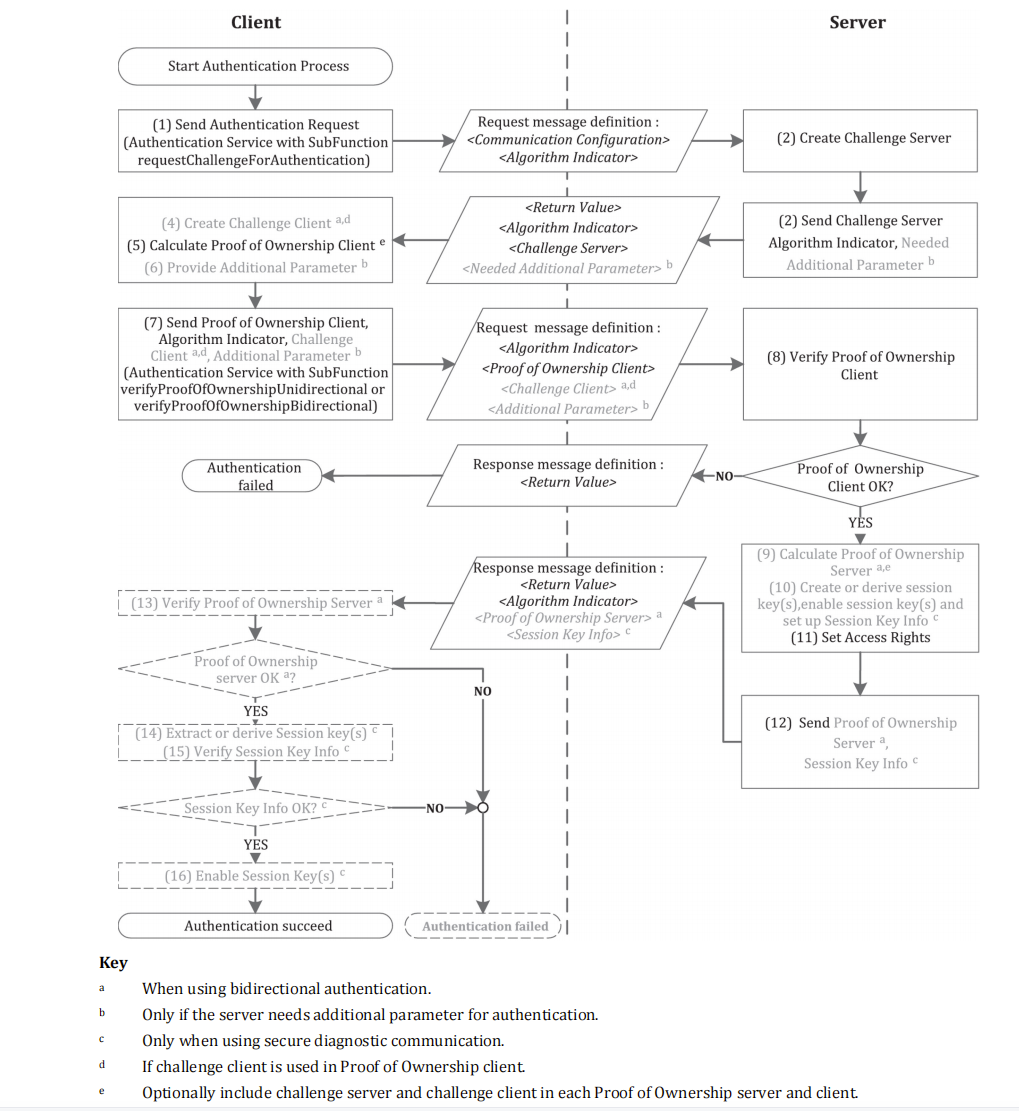 Client
Server
Start Authentication Process
(1) Send Authentication Request
(Authentication Service with SubFunction
requestChallengeForAuthentication)
Request message definition :
<Communication Configuration>
<Algorithm Indicator>
(2) Create Challenge Server
(2) Send Challenge Server
Algorithm Indicator, Needed
Additional Parameter b
<Return Value>
<Algorithm Indicator>
<Challenge Server>
<Needed Additional Parameter> b
(4) Create Challenge Client a,d
(5) Calculate Proof of Ownership Client e
(6) Provide Additional Parameter b
(7) Send Proof of Ownership Client,
Algorithm Indicator, Challenge
Client a,d, Additional Parameter b
(Authentication Service with SubFunction
verifyProofOfOwnershipUnidirectional or
verifyProofOfOwnershipBidirectional)
Request message definition :
<Algorithm Indicator>
<Proof of Ownership Client>
<Challenge Client> a,d
<Additional Parameter> b
(8) Verify Proof of Ownership
Client
Proof of Ownership
Client OK?
NO
Response message definition :
<Return Value>
Authentication
failed
YES
(9) Calculate Proof of Ownership
Server a,e
(10) Create or derive session
key(s),enable session key(s) and
set up Session Key Info c
(11) Set Access Rights
(12) Send Proof of Ownership
Server a,
Session Key Info c
Response message definition :
<Return Value>
<Algorithm Indicator>
<Proof of Ownership Server> a
<Session Key Info> c
(13) Verify Proof of Ownership Server a
Proof of Ownership
server OK a?
NO
YES
(14) Extract or derive Session key(s) c
(15) Verify Session Key Info c
Session Key Info OK? c
NO
YES
(16) Enable Session Key(s) c
Authentication succeed
Authentication failed
Key
a When using bidirectional authentication.
b Only if the server needs additional parameter for authentication.
c Only when using secure diagnostic communication.
d If challenge client is used in Proof of Ownership client.
e Optionally include challenge server and challenge client in each Proof of Ownership server and client.